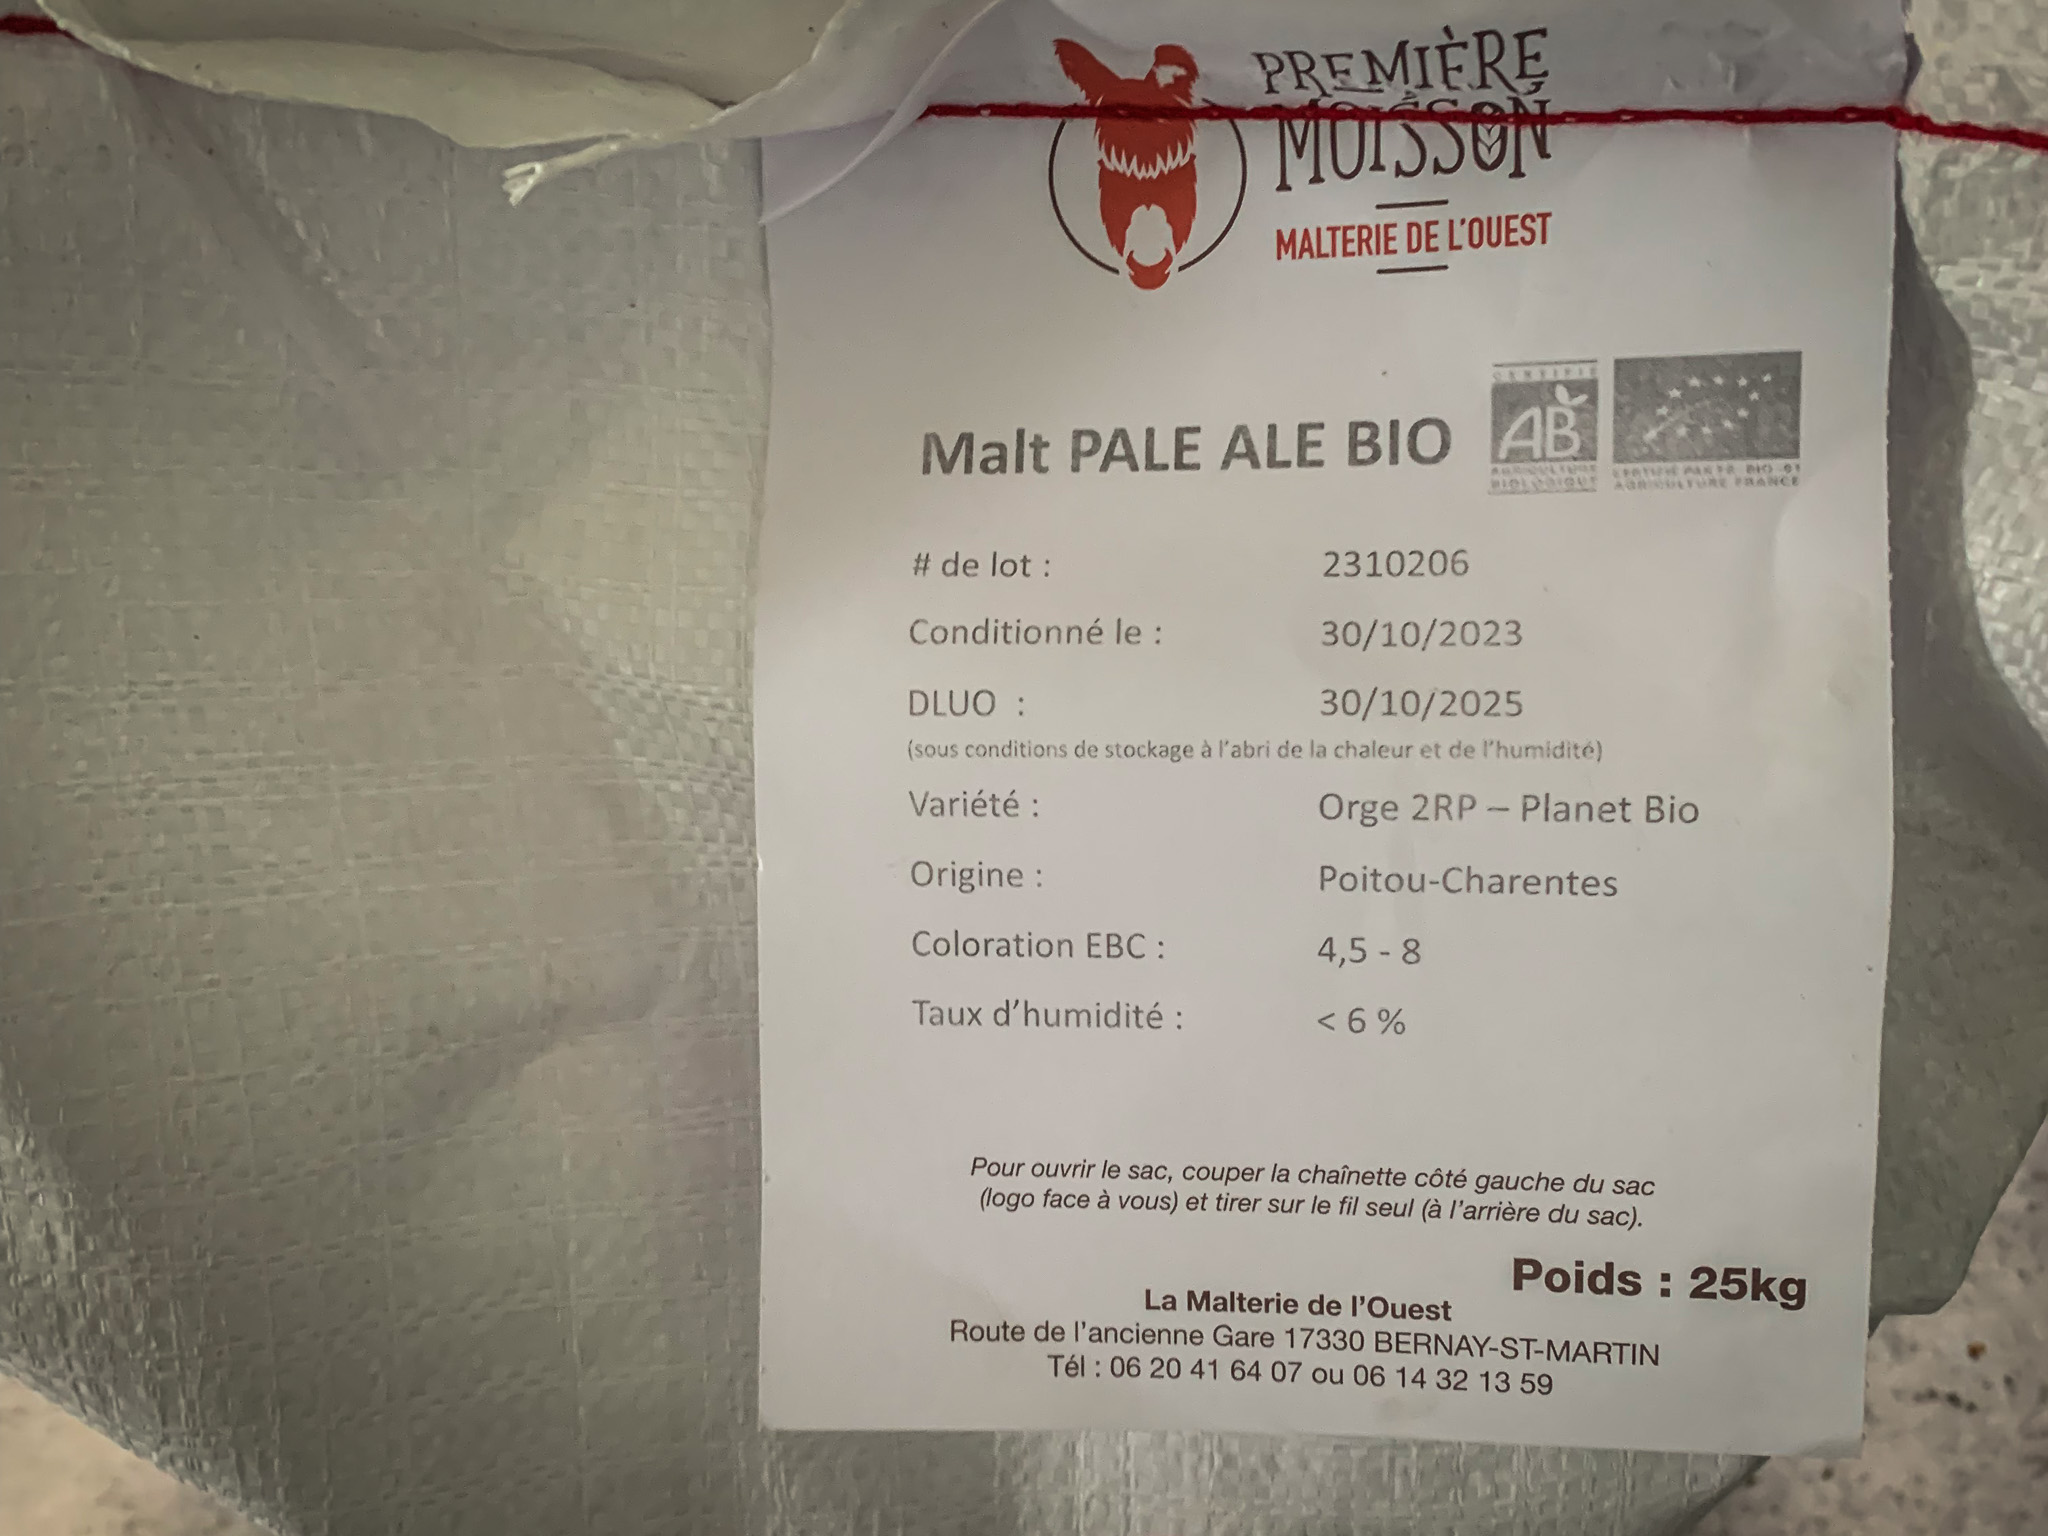 PREMIÈRE
MOISSON
MALTERIE DE L'OUEST
CERTIFIÉ
AB
AGRICULTURE
BIOLOGIQUE
CERTIFIÉ PAR FR-BIO-01
AGRICULTURE FRANCE
Malt PALE ALE BIO
# de lot : 2310206
Conditionné le : 30/10/2023
DLUO : 30/10/2025
(sous conditions de stockage à l'abri de la chaleur et de l'humidité)
Variété : Orge 2RP – Planet Bio
Origine : Poitou-Charentes
Coloration EBC : 4,5 - 8
Taux d'humidité : < 6 %
Pour ouvrir le sac, couper la chaînette côté gauche du sac
(logo face à vous) et tirer sur le fil seul (à l'arrière du sac).
Poids : 25kg
La Malterie de l'Ouest
Route de l'ancienne Gare 17330 BERNAY-ST-MARTIN
Tél : 06 20 41 64 07 ou 06 14 32 13 59